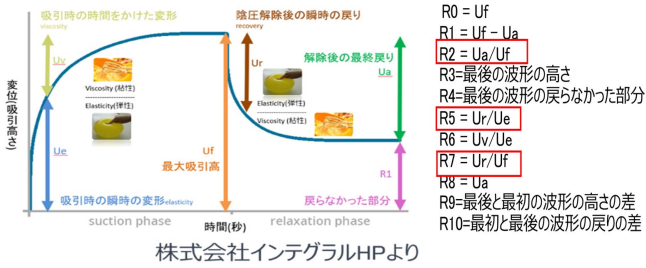 吸引時の時間をかけた変形
viscosity
陰圧解除後の瞬時の戻り
recovery
解除後の最終戻り
Uv
Ur
Ua
Viscosity (粘性)
Elasticity(弾性)
Elasticity(弾性)
Viscosity (粘性)
変位(吸引高さ)
Ue
Uf
最大吸引高
R1
吸引時の瞬時の変形elasticity
戻らなかった部分
suction phase
時間(秒)
relaxation phase
株式会社インテグラルHPより
R0 = Uf
R1 = Uf - Ua
R2 = Ua/Uf
R3=最後の波形の高さ
R4=最後の波形の戻らなかった部分
R5 = Ur/Ue
R6 = Uv/Ue
R7 = Ur/Uf
R8 = Ua
R9=最後と最初の波形の高さの差
R10=最初と最後の波形の戻りの差